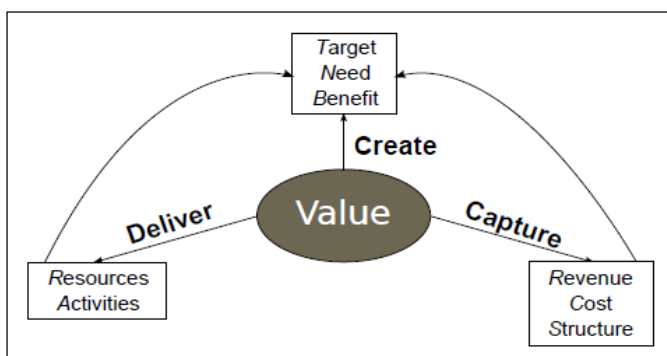 Target
Need
Benefit
Create
Deliver
Value
Capture
Resources
Activities
Revenue
Cost
Structure